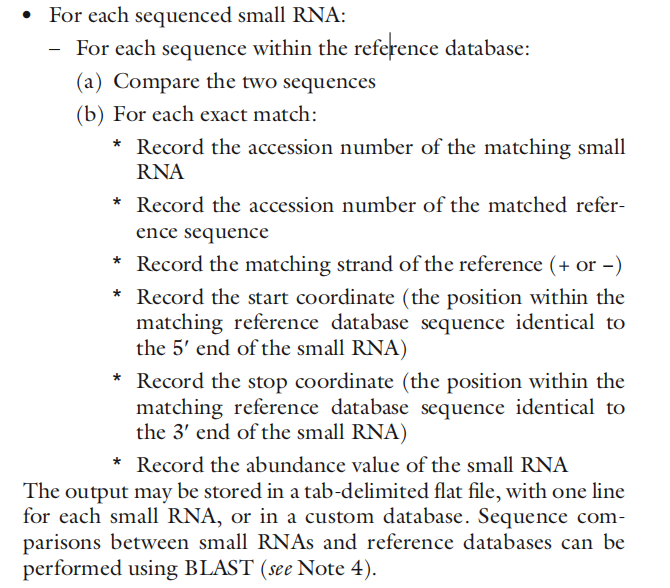 • For each sequenced small RNA:
– For each sequence within the reference database:
(a) Compare the two sequences
(b) For each exact match:
* Record the accession number of the matching small
RNA
* Record the accession number of the matched refer-
ence sequence
* Record the matching strand of the reference (+ or –)
* Record the start coordinate (the position within the
matching reference database sequence identical to
the 5′ end of the small RNA)
* Record the stop coordinate (the position within the
matching reference database sequence identical to
the 3′ end of the small RNA)
* Record the abundance value of the small RNA
The output may be stored in a tab-delimited flat file, with one line
for each small RNA, or in a custom database. Sequence com-
parisons between small RNAs and reference databases can be
performed using BLAST (see Note 4).